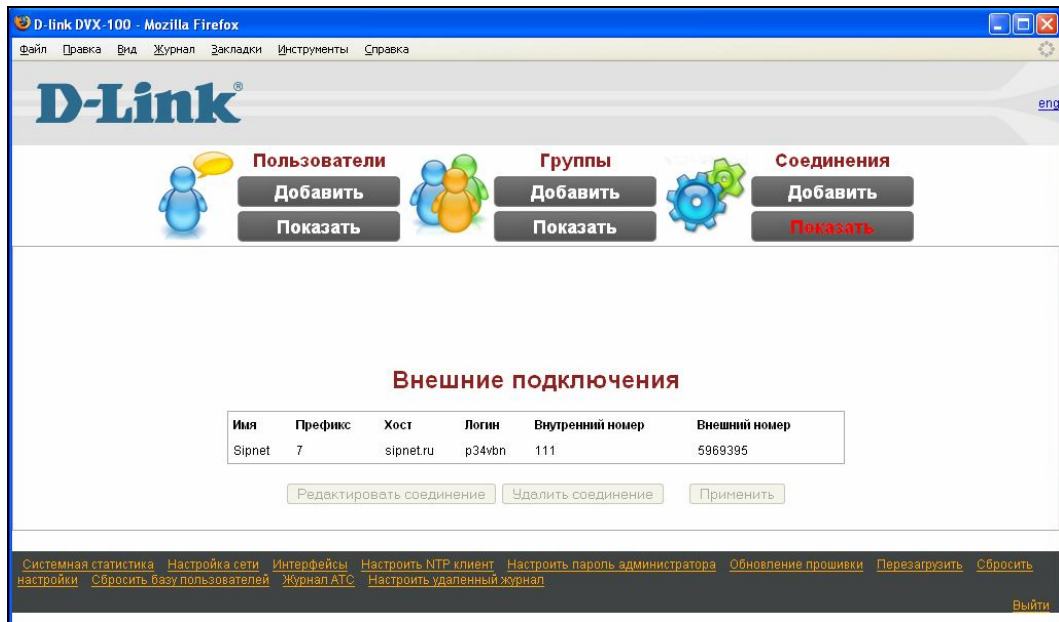 D-link DVX-100 - Mozilla Firefox
Файл Правка Вид Журнал Закладки Инструменты Справка
D-Link®
eng
Пользователи Группы Соединения
Добавить Добавить Добавить
Показать Показать Показать
Внешние подключения
Имя Префикс Хост Логин Внутренний номер Внешний номер
Sipnet 7 sipnet.ru p34vbn 111 5969395
Редактировать соединение Удалить соединение Применить
Системная статистика Настройка сети Интерфейсы Настроить NTP клиент Настроить пароль администратора Обновление прошивки Перезагрузить Сбросить
настройки Сбросить базу пользователей Журнал АТС Настроить удаленный журнал
Выйти